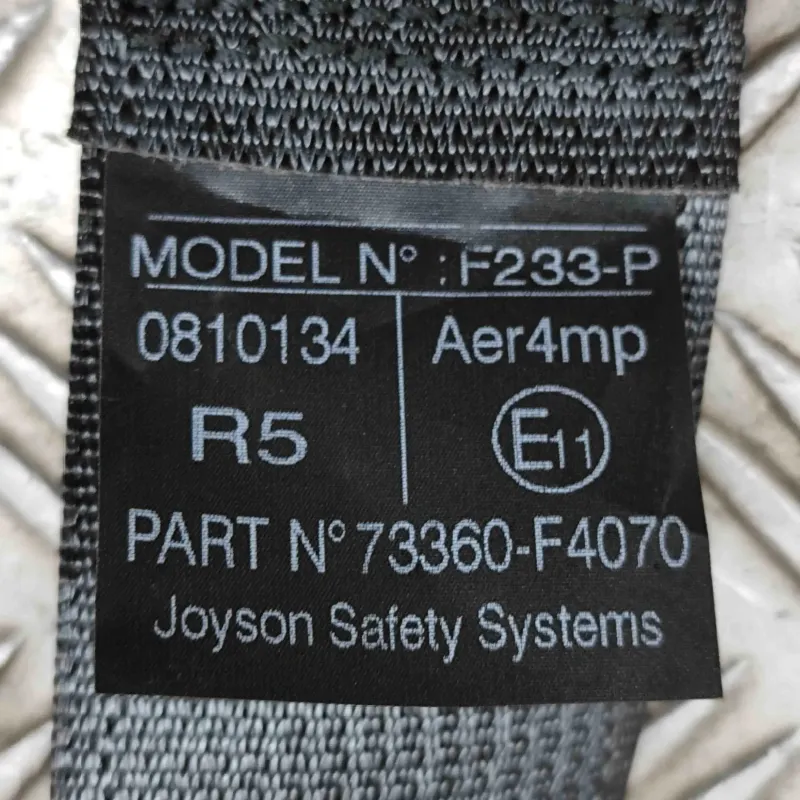 MODEL N° : F233-P
0810134 Aer4mp
R5 E11
PART N° 73360-F4070
Joyson Safety Systems